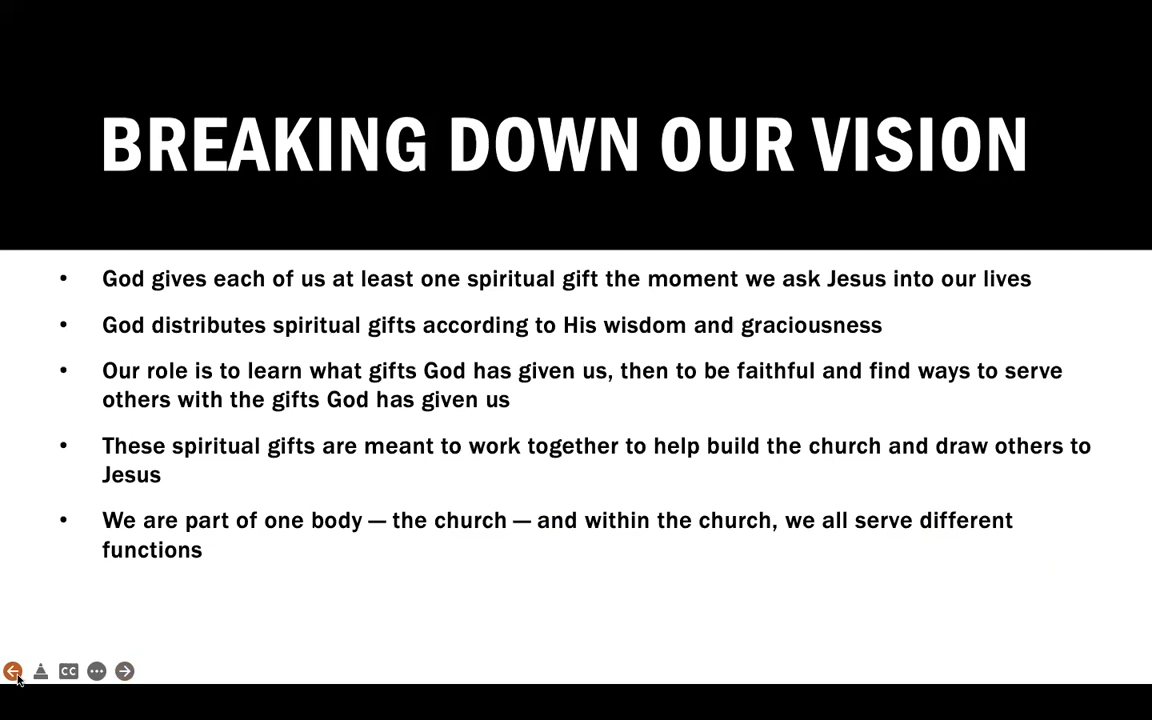 BREAKING DOWN OUR VISION
• God gives each of us at least one spiritual gift the moment we ask Jesus into our lives
• God distributes spiritual gifts according to His wisdom and graciousness
• Our role is to learn what gifts God has given us, then to be faithful and find ways to serve
others with the gifts God has given us
• These spiritual gifts are meant to work together to help build the church and draw others to
Jesus
• We are part of one body — the church — and within the church, we all serve different
functions
CC